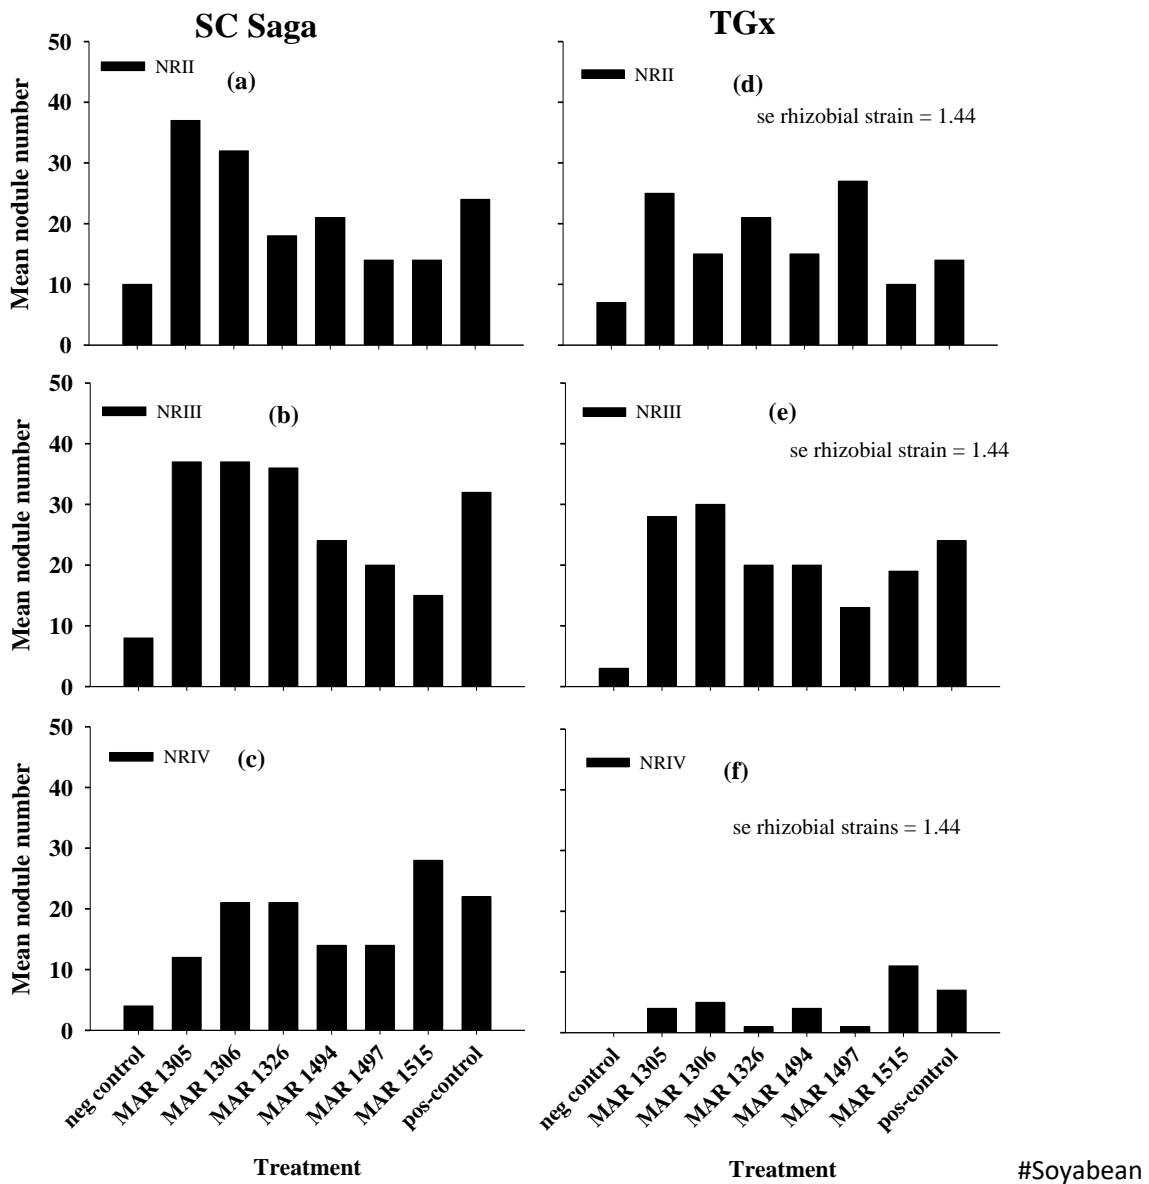 SC Saga
TGx
50
40
30
20
10
0
Mean nodule number
NRII
(a)
NRII
(d)
se rhizobial strain = 1.44
50
40
30
20
10
0
Mean nodule number
NRIII
(b)
NRIII
(e)
se rhizobial strain = 1.44
50
40
30
20
10
0
Mean nodule number
NRIV
(c)
NRIV
(f)
se rhizobial strains = 1.44
neg control
MAR 1305
MAR 1306
MAR 1326
MAR 1494
MAR 1497
MAR 1515
pos-control
neg control
MAR 1305
MAR 1306
MAR 1326
MAR 1494
MAR 1497
MAR 1515
pos-control
Treatment
Treatment
#Soyabean